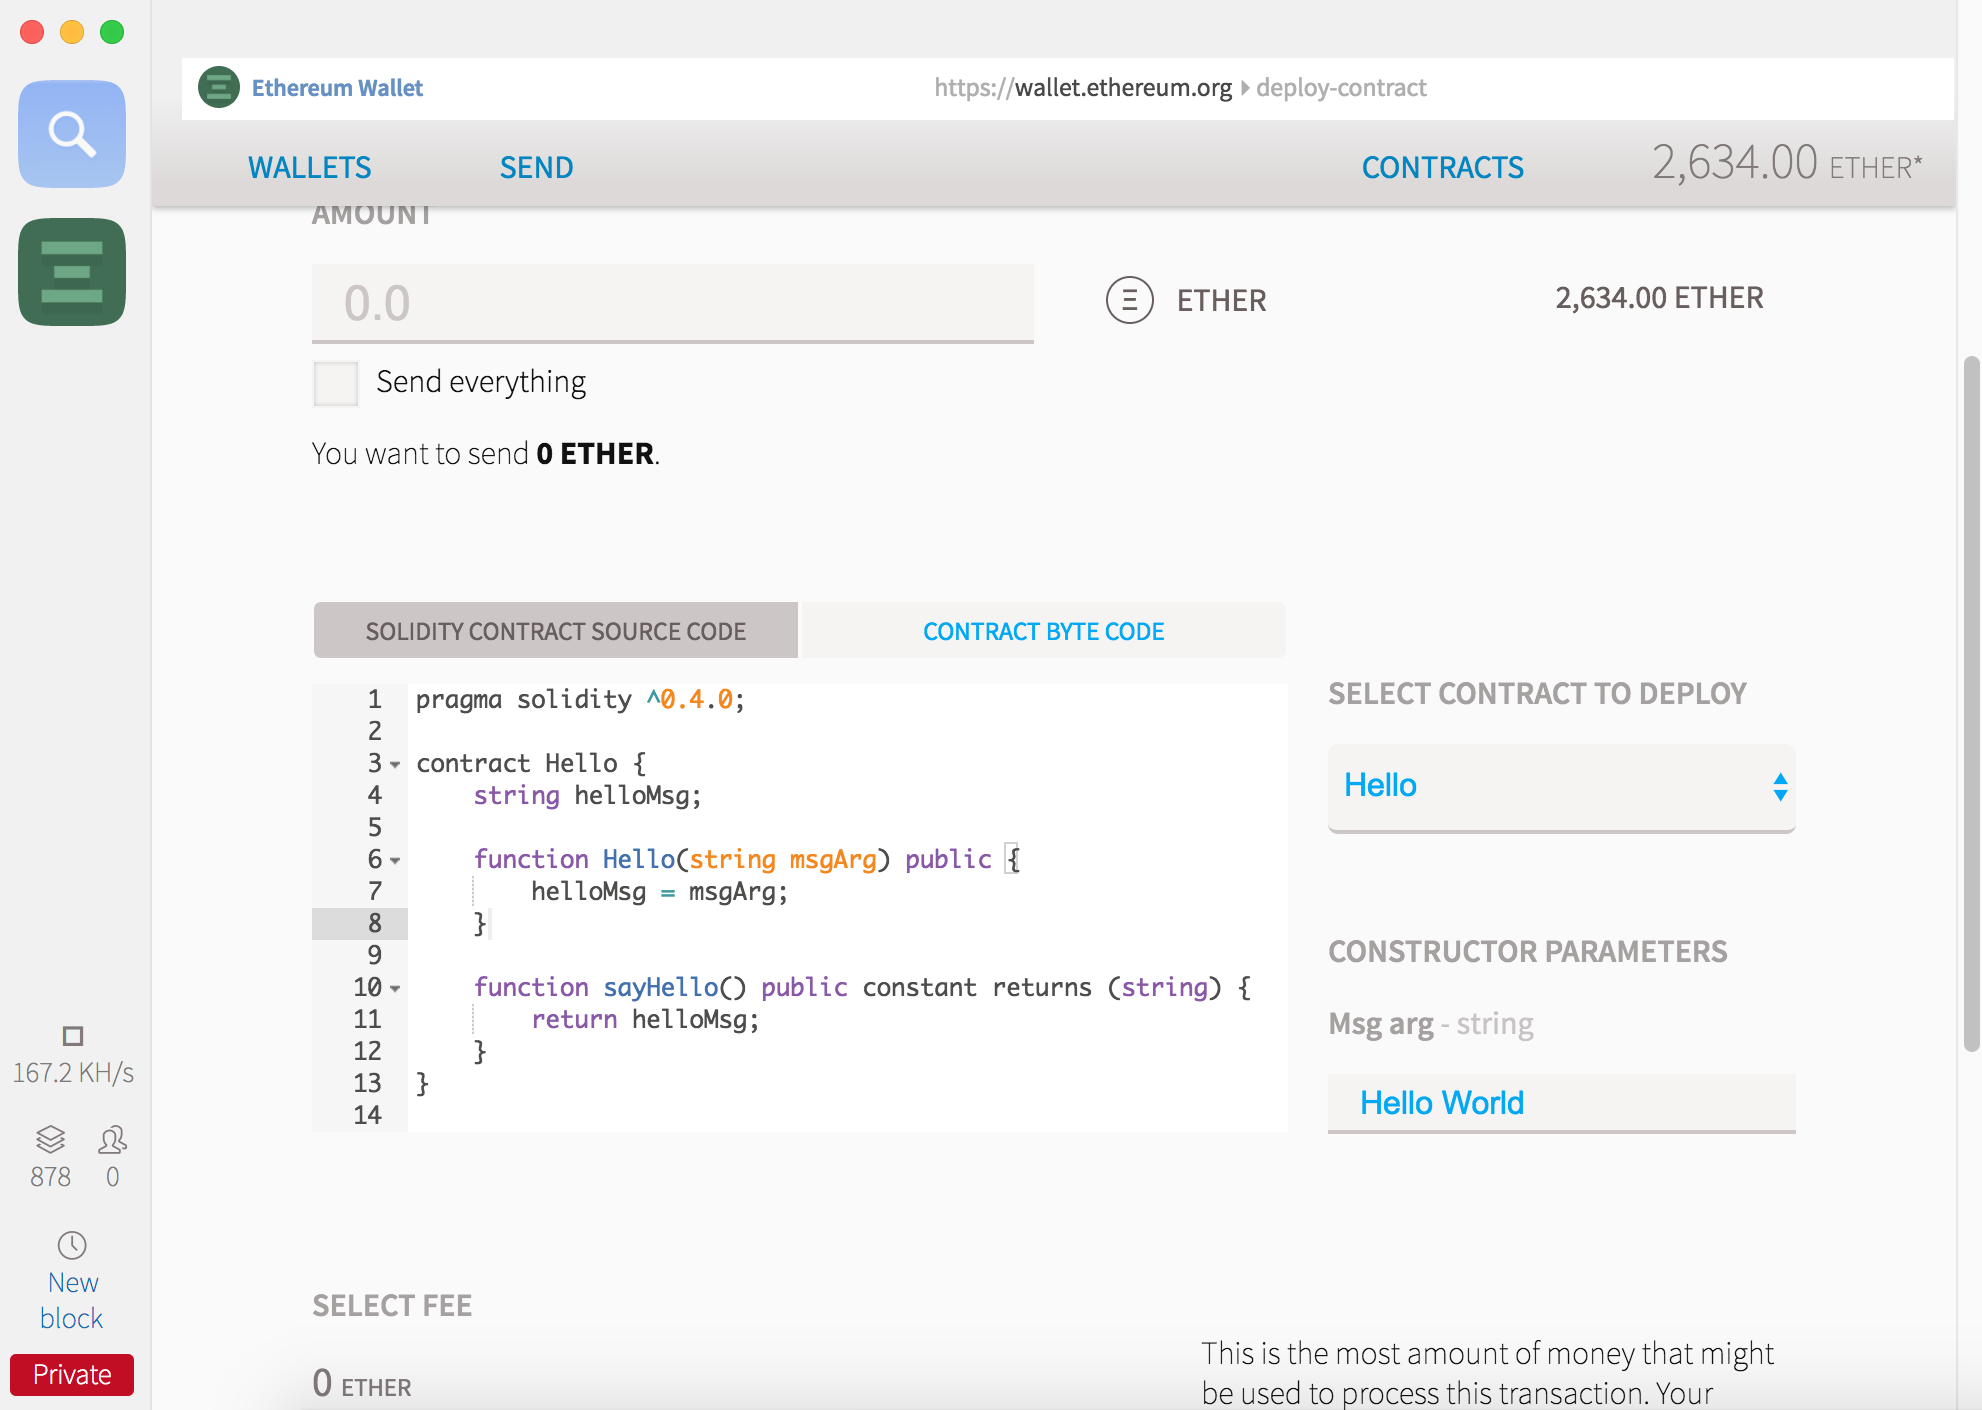 Ethereum Wallet
https://wallet.ethereum.org deploy-contract
WALLETS SEND CONTRACTS 2,634.00 ETHER*
AMOUNT
0.0 ETHER 2,634.00 ETHER
Send everything
You want to send 0 ETHER.
SOLIDITY CONTRACT SOURCE CODE CONTRACT BYTE CODE
1 pragma solidity ^0.4.0;
2
3 contract Hello {
4 string helloMsg;
5
6 function Hello(string msgArg) public {
7 helloMsg = msgArg;
8 }
9
10 function sayHello() public constant returns (string) {
11 return helloMsg;
12 }
13 }
14
SELECT CONTRACT TO DEPLOY
Hello
CONSTRUCTOR PARAMETERS
Msg arg - string
Hello World
SELECT FEE
0 ETHER
This is the most amount of money that might
be used to process this transaction. Your
167.2 KH/s
878 0
New
block
Private